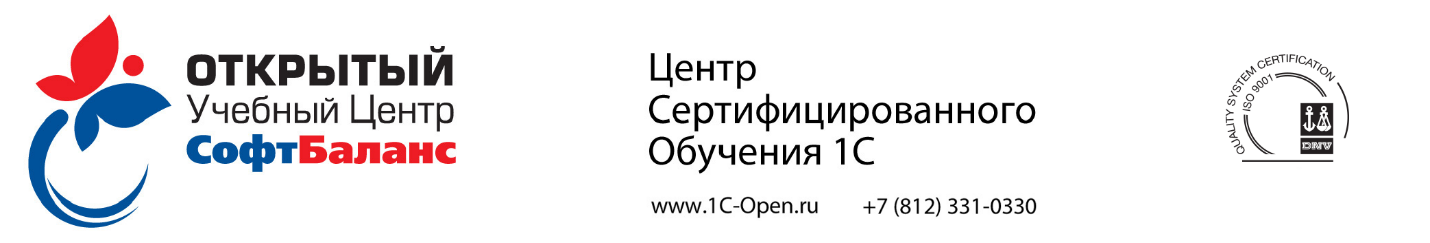 ОТКРЫТЫЙ
Учебный Центр
СофтБаланс
Центр
Сертифицированного
Обучения 1С
www.1C-Open.ru +7 (812) 331-0330
QUALITY SYSTEM CERTIFICATION
ISO 9001
DNV